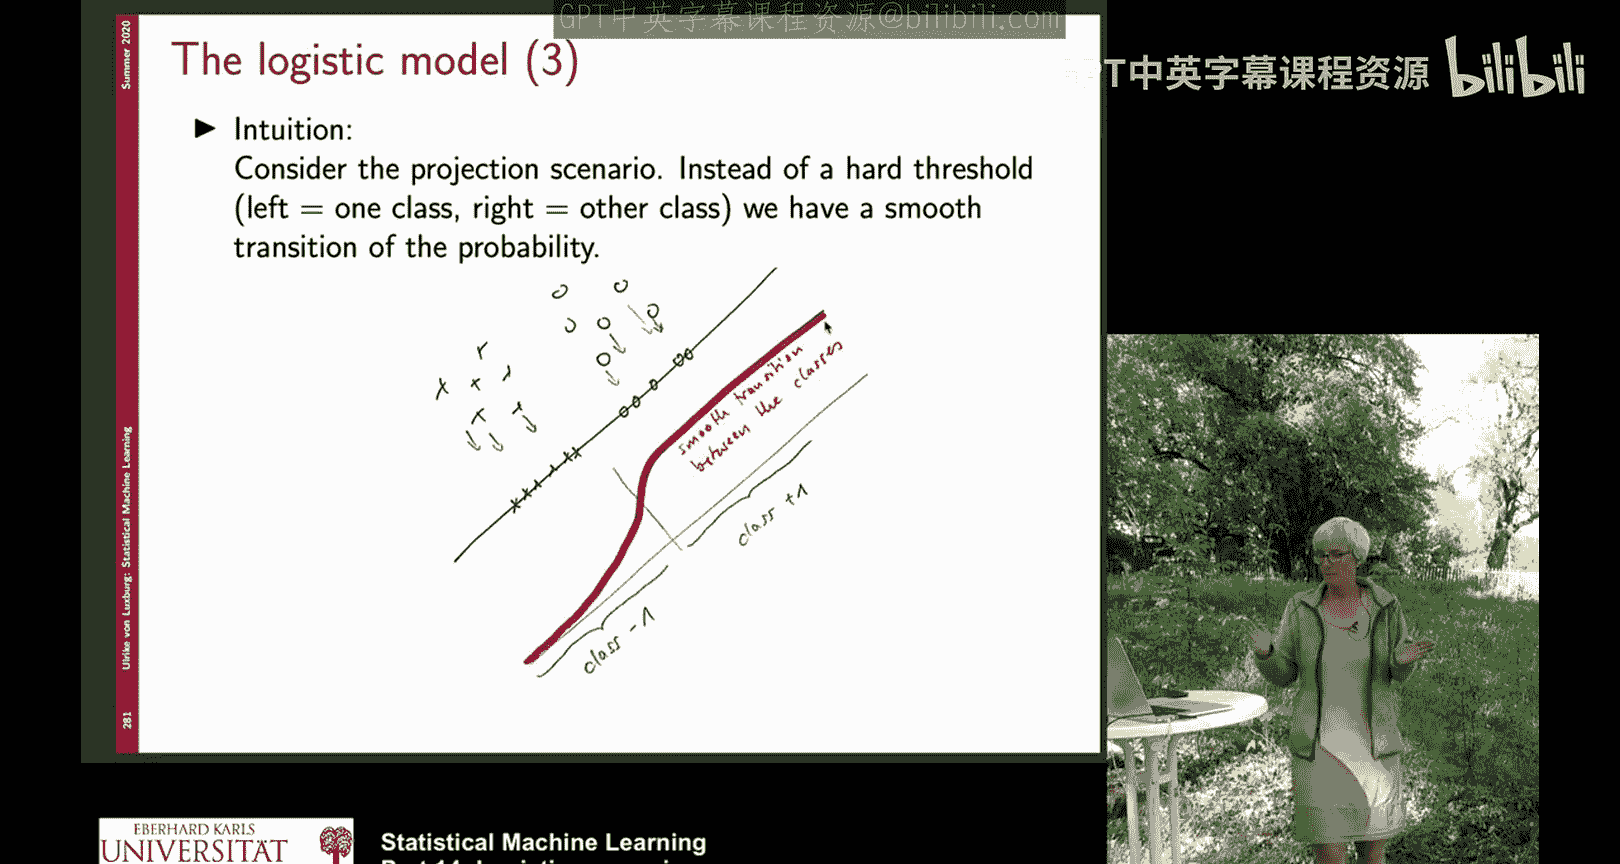 GPT中英字幕课程资源@bilibili.com
T中英字幕课程资源 bilibili
Summer 2020
The logistic model (3)
Intuition:
Consider the projection scenario. Instead of a hard threshold
(left = one class, right = other class) we have a smooth
transition of the probability.
smooth transition
between the classes
class +1
class -1
Ulrike von Luxburg: Statistical Machine Learning
281
EBERHARD KARLS
UNIVERSITÄT
Statistical Machine Learning